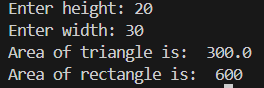 Enter height: 20
Enter width: 30
Area of triangle is:  300.0
Area of rectangle is:  600